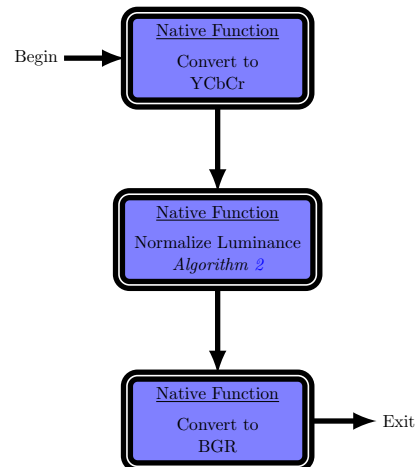 Native Function
Begin
Convert to
YCbCr
Native Function
Normalize Luminance
Algorithm 2
Native Function
Convert to
Exit
BGR